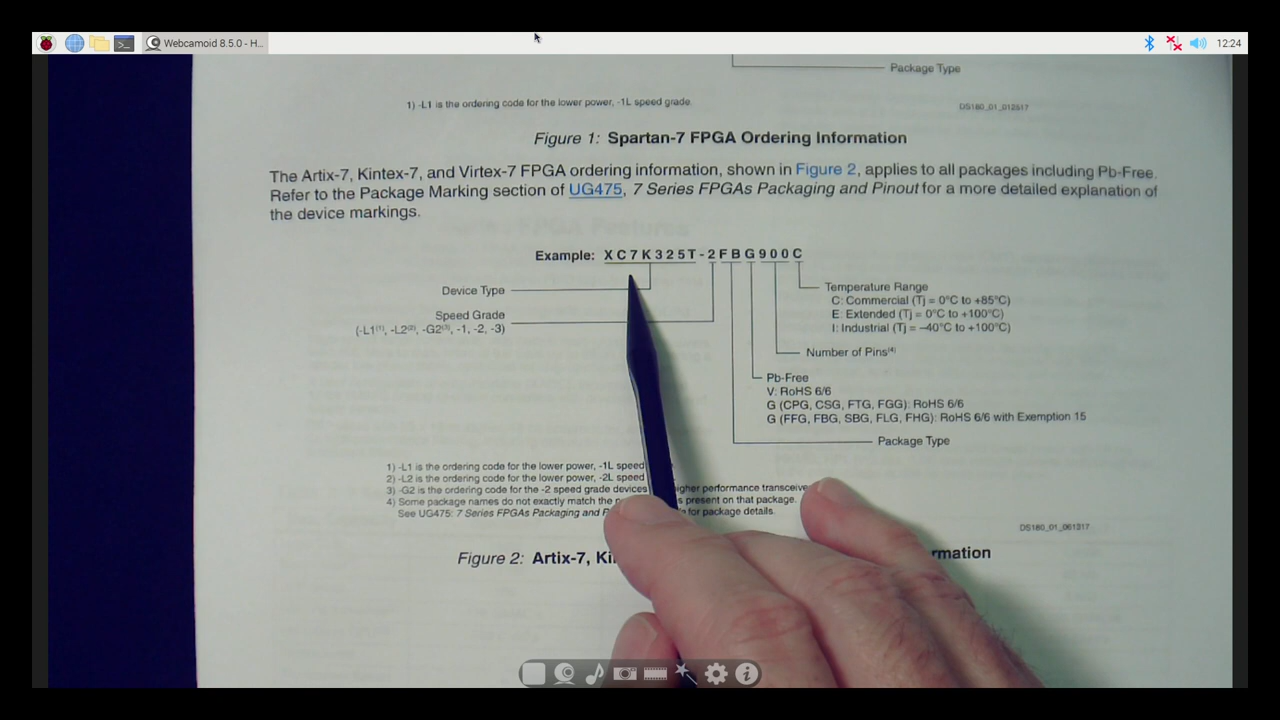 Webcamoid 8.5.0 - H...
12:24
Package Type
1) -L1 is the ordering code for the lower power, -1L speed grade.
DS180_01_012517
Figure 1: Spartan-7 FPGA Ordering Information
The Artix-7, Kintex-7, and Virtex-7 FPGA ordering information, shown in Figure 2, applies to all packages including Pb-Free.
Refer to the Package Marking section of UG475, 7 Series FPGAs Packaging and Pinout for a more detailed explanation of
the device markings.
Example: XC7K325T-2FBG900C
Device Type
Speed Grade
(-L1(1), -L2(2), -G2(3), -1, -2, -3)
Temperature Range
C: Commercial (Tj = 0°C to +85°C)
E: Extended (Tj = 0°C to +100°C)
I: Industrial (Tj = –40°C to +100°C)
Number of Pins(4)
Pb-Free
V: RoHS 6/6
G (CPG, CSG, FTG, FGG): RoHS 6/6
G (FFG, FBG, SBG, FLG, FHG): RoHS 6/6 with Exemption 15
Package Type
1) -L1 is the ordering code for the lower power, -1L speed
2) -L2 is the ordering code for the lower power, -2L speed
3) -G2 is the ordering code for the -2 speed grade devices higher performance
4) Some package names do not exactly match the present on that package.
See UG475: 7 Series FPGAs Packaging and for package details.
DS180_01_061317
Figure 2: Artix-7,